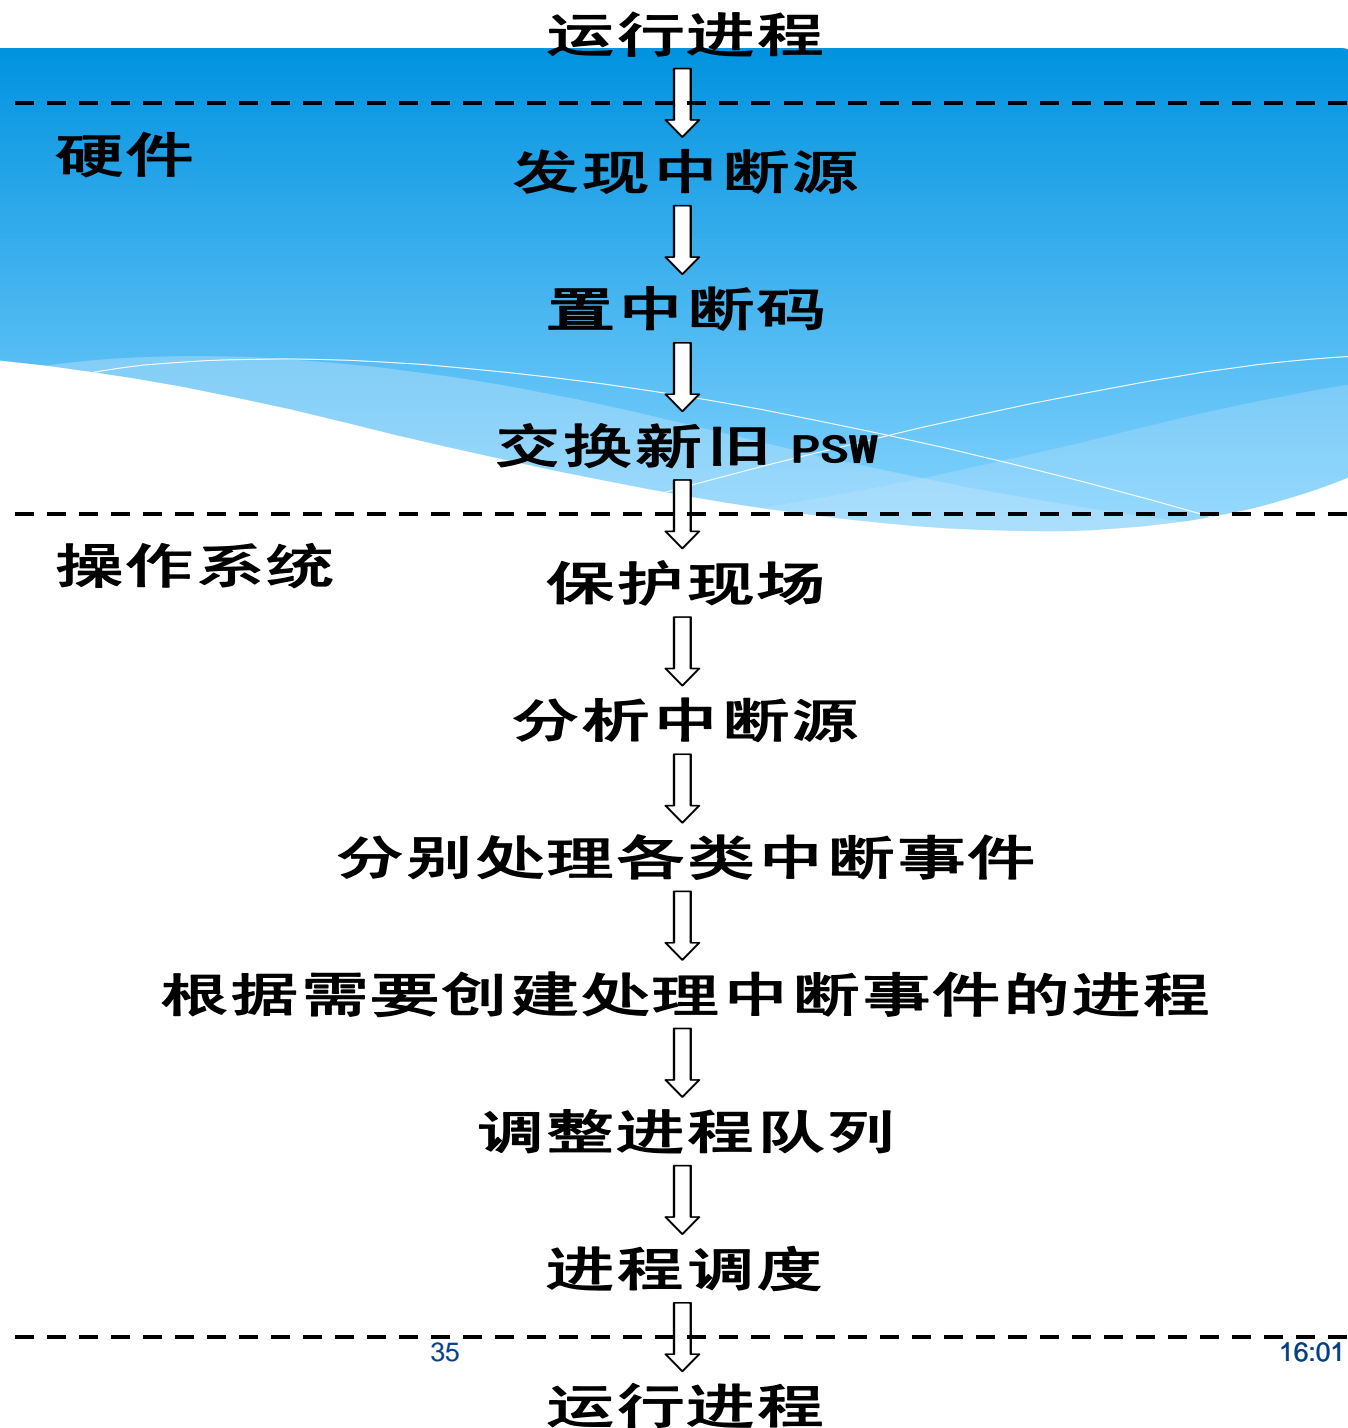 运行进程
硬件
发现中断源
置中断码
交换新旧 PSW
操作系统
保护现场
分析中断源
分别处理各类中断事件
根据需要创建处理中断事件的进程
调整进程队列
进程调度
35
16:01
运行进程